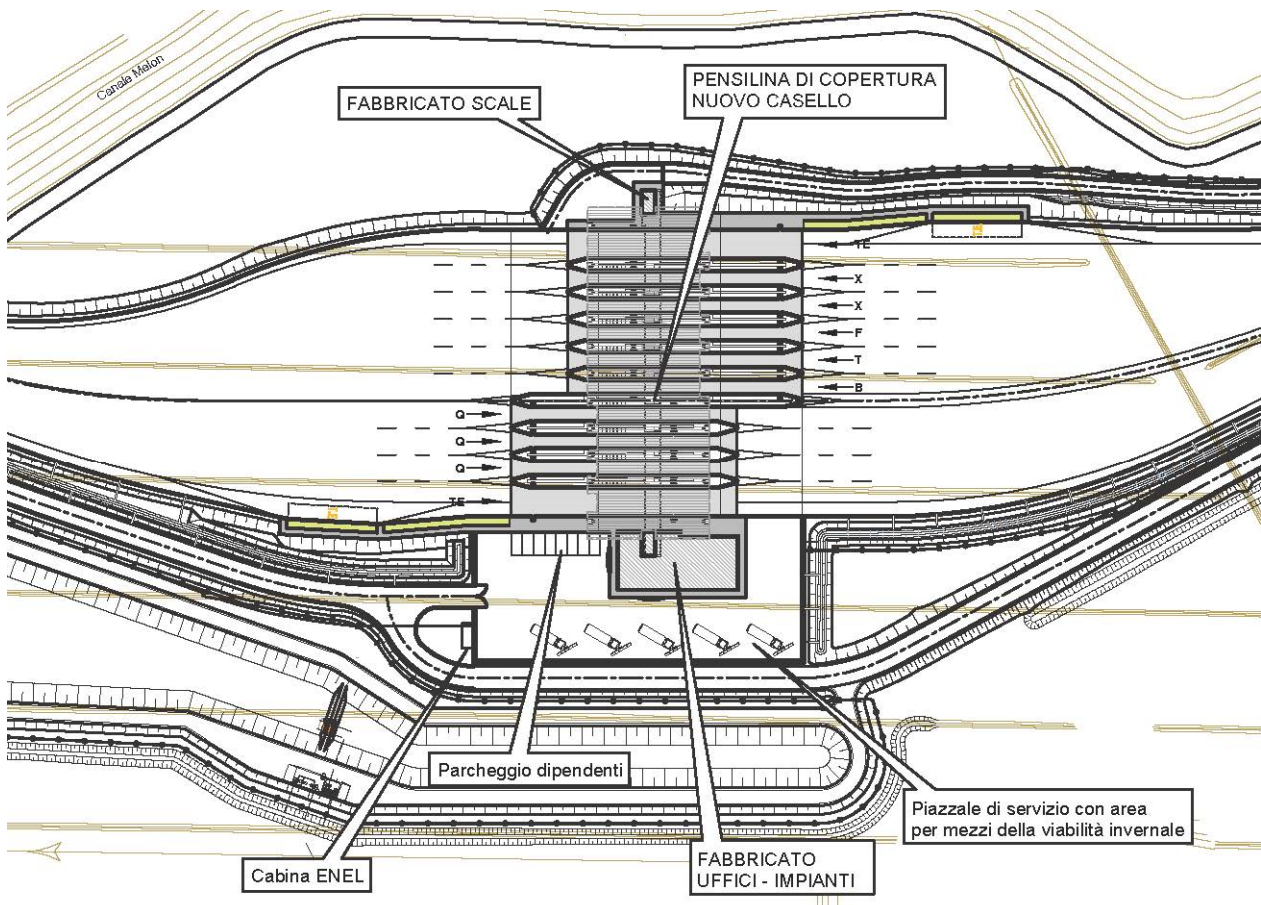 Canale Melon
FABBRICATO SCALE
PENSILINA DI COPERTURA
NUOVO CASELLO
TE
X
X
F
T
B
Q
Q
Q
TE
Parcheggio dipendenti
Piazzale di servizio con area
per mezzi della viabilità invernale
Cabina ENEL
FABBRICATO
UFFICI - IMPIANTI